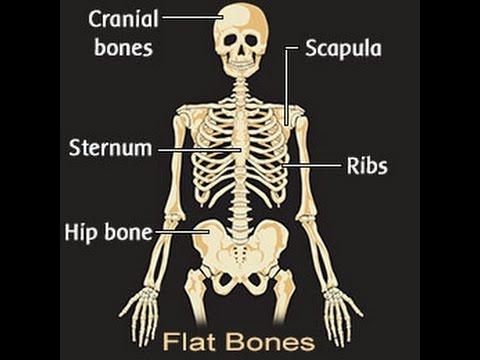 Cranial
bones
Scapula
Sternum
Ribs
Hip bone
Flat Bones